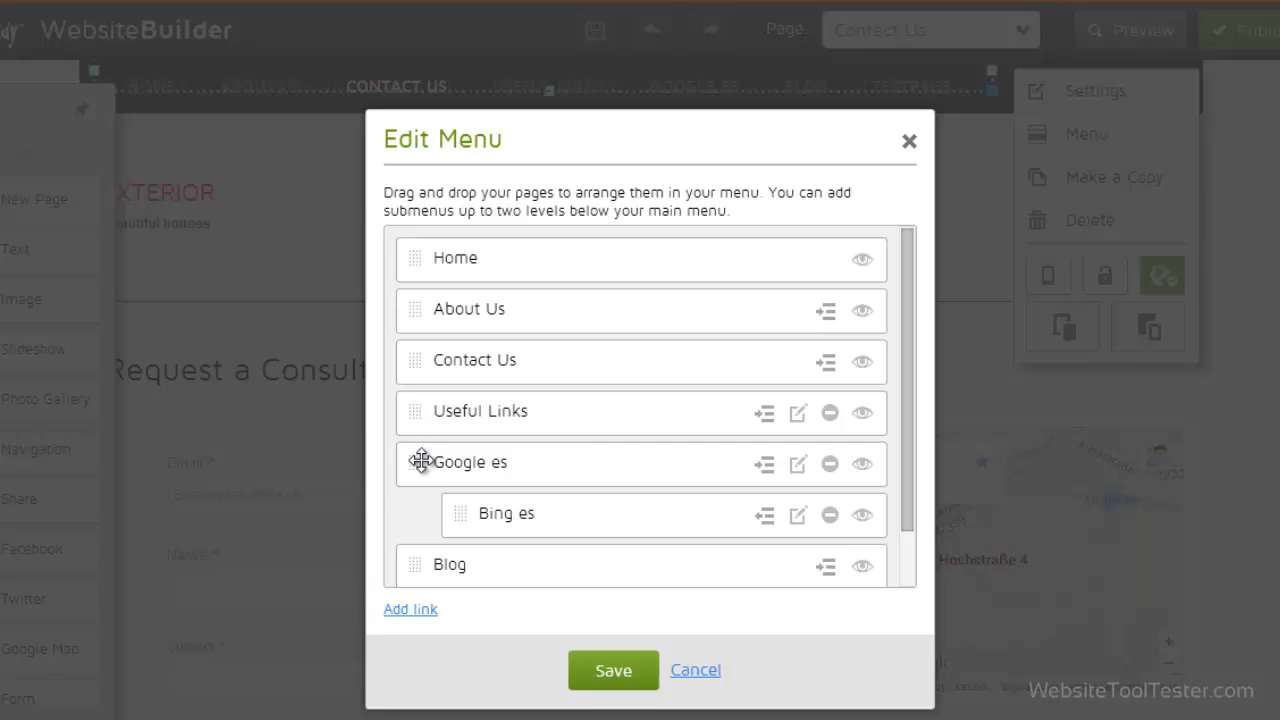 WebsiteBuilder
Page
Contact Us
Preview
CONTACT US
BLOG
Settings
Menu
Make a Copy
Delete
New Page
Text
Image
Slideshow
Photo Gallery
Navigation
Share
Facebook
Twitter
Google Map
Form
XTERIOR
Request a Consult
Edit Menu
Drag and drop your pages to arrange them in your menu. You can add
submenus up to two levels below your main menu.
Home
About Us
Contact Us
Useful Links
Google es
Bing es
Blog
Add link
Save
Cancel
Hochstraße 4
WebsiteToolTester.com